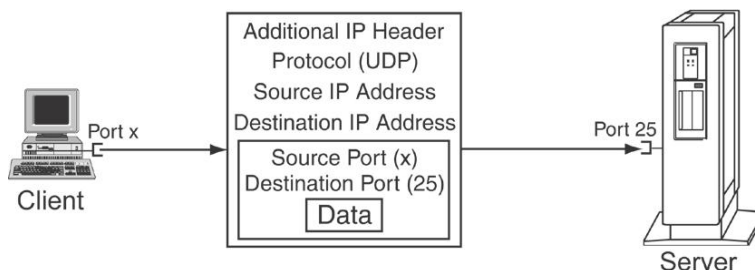 Additional IP Header
Protocol (UDP)
Source IP Address
Destination IP Address
Port x
Port 25
Source Port (x)
Destination Port (25)
Data
Client
Server